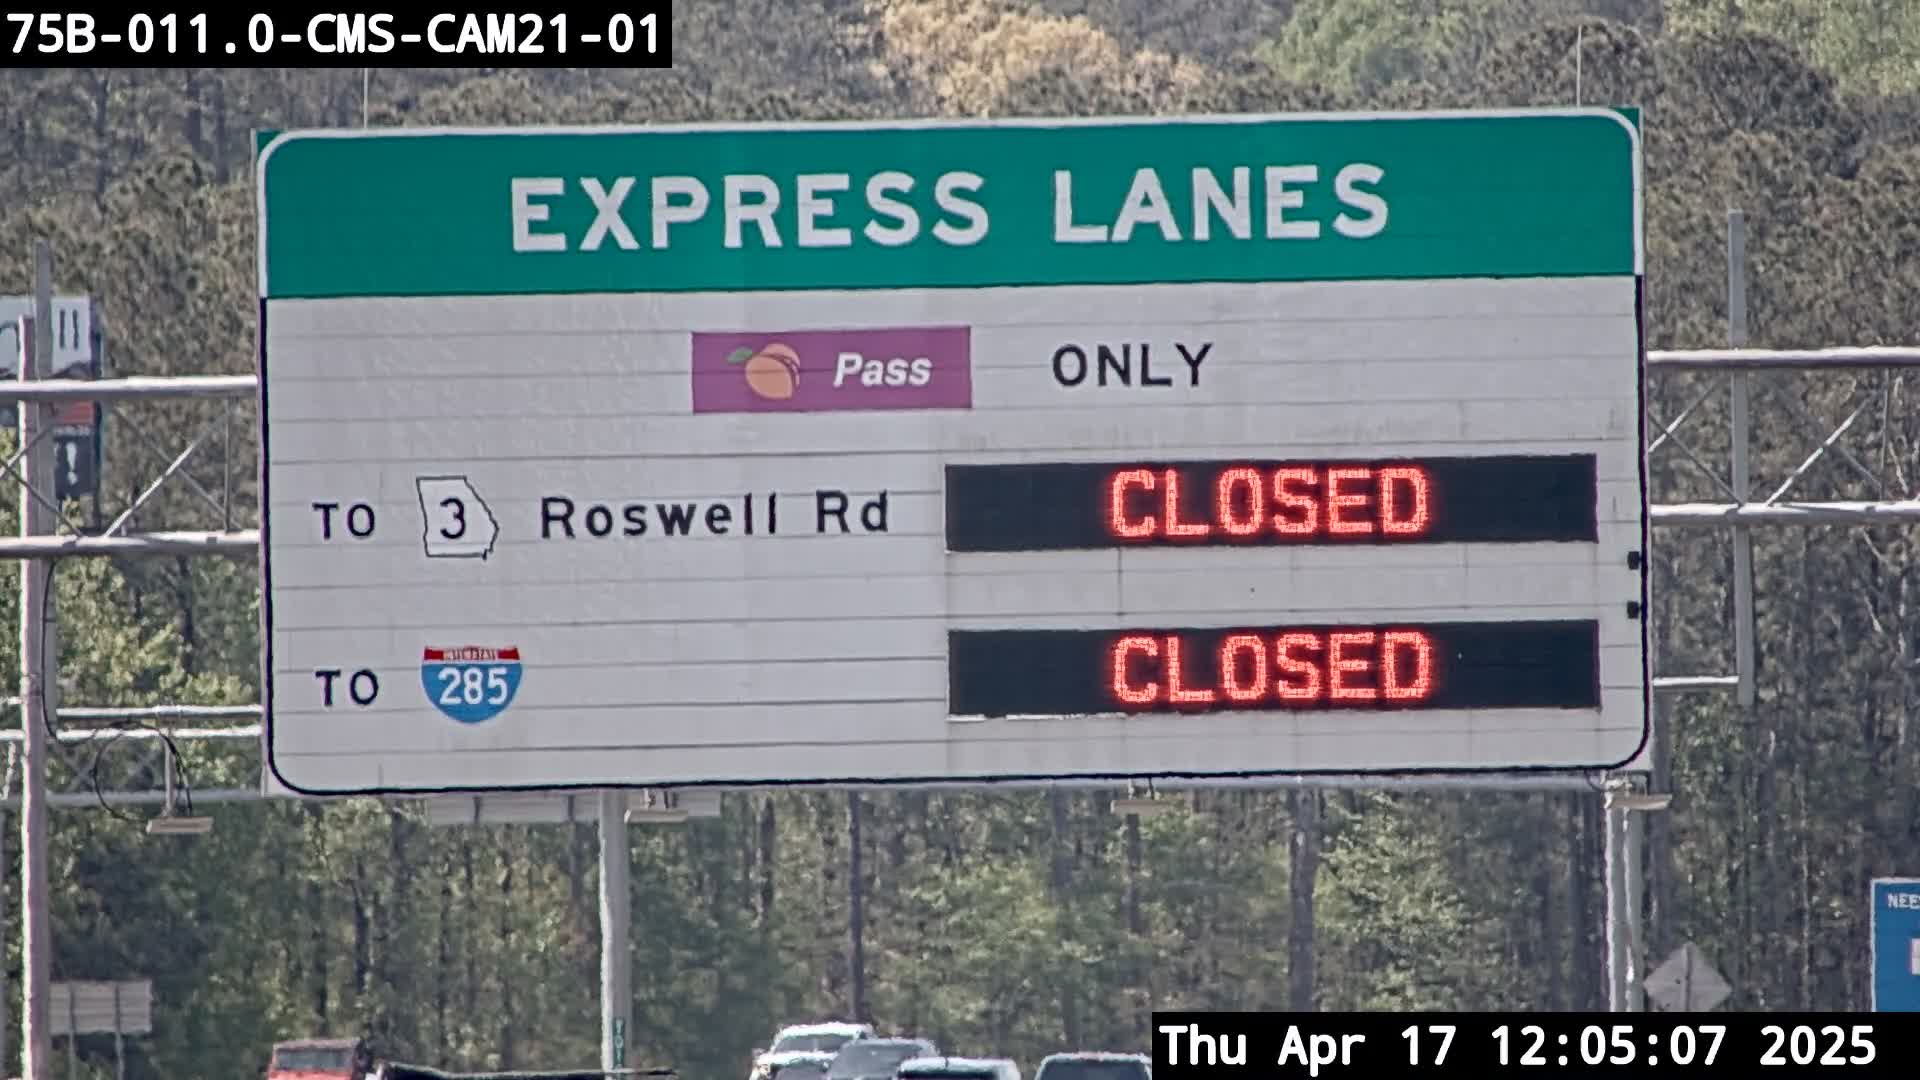 75B-011.0-CMS-CAM21-01
EXPRESS LANES
Pass ONLY
TO 3 Roswell Rd CLOSED
TO INTERSTATE 285 CLOSED
Thu Apr 17 12:05:07 2025